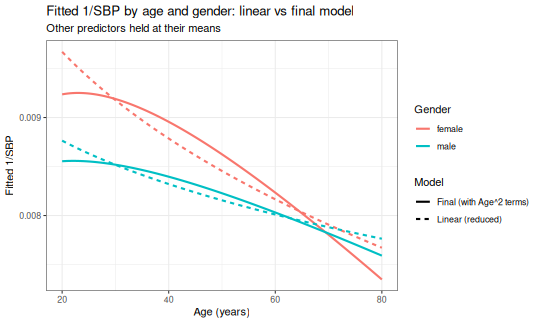 Fitted 1/SBP by age and gender: linear vs final model
Other predictors held at their means
Fitted 1/SBP
0.009
0.008
20
40
60
80
Age (years)
Gender
female
male
Model
Final (with Age^2 terms)
Linear (reduced)